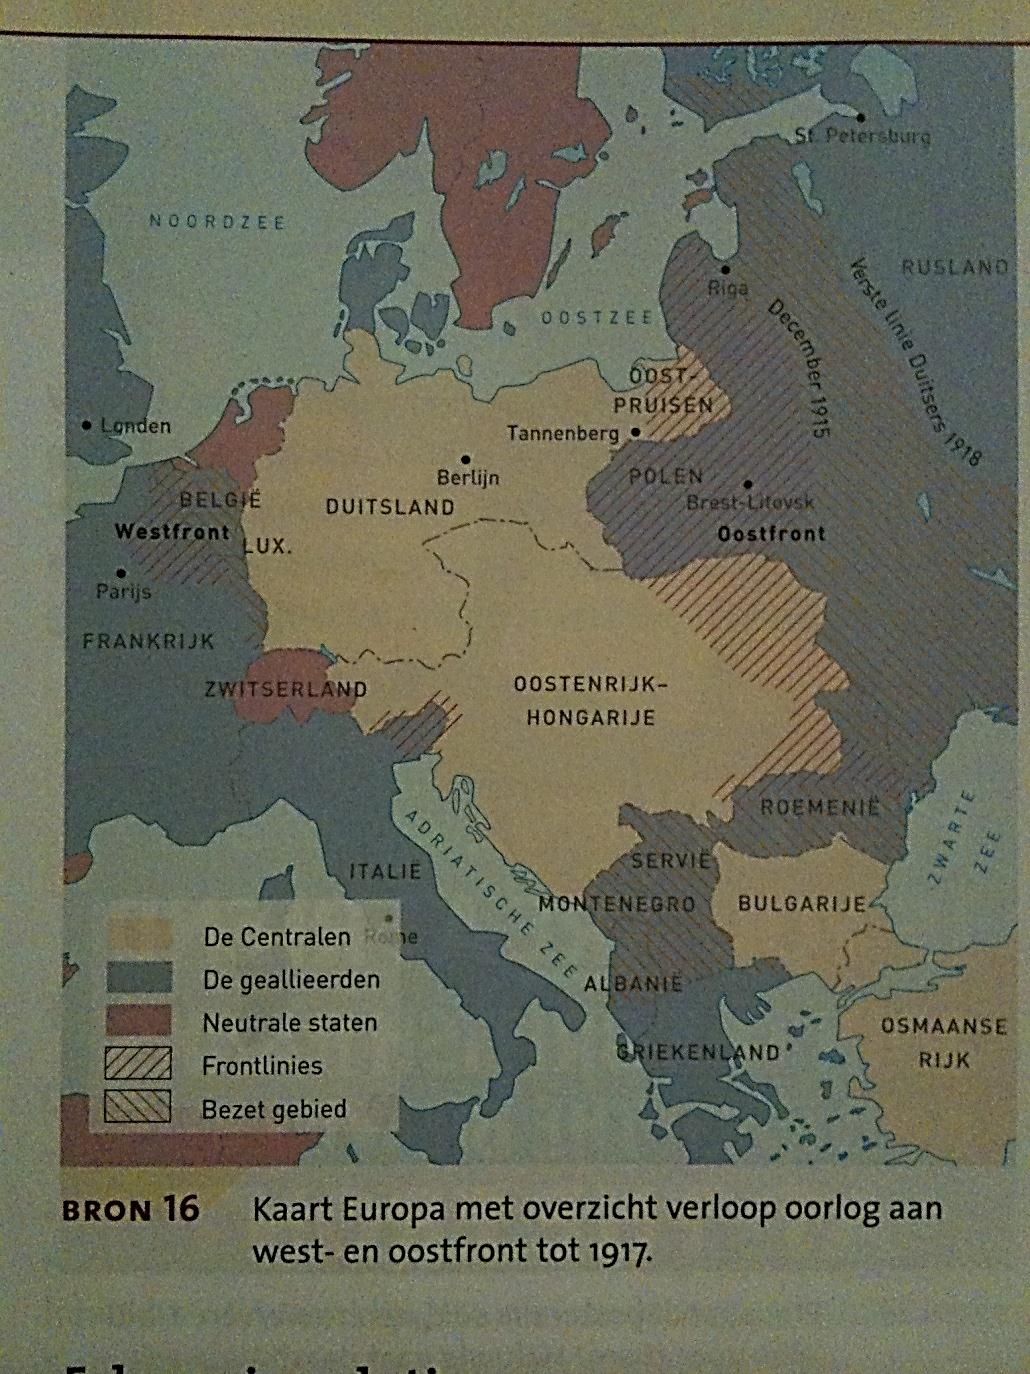 St. Petersburg
NOORDZEE
RUSLAND
Verste linie Duitsers 1918
Riga
December 1915
OOSTZEE
OOST-
PRUISEN
Londen
Tannenberg
Berlijn
POLEN
BELGIË
DUITSLAND
Brest-Litovsk
Westfront
Oostfront
LUX.
Parijs
FRANKRIJK
ZWITSERLAND
OOSTENRIJK-
HONGARIJE
ROEMENIË
ZWARTE
ZEE
ADRIATISCHE ZEE
ITALIË
SERVIË
MONTENEGRO
BULGARIJE
Rome
ALBANIË
GRIEKENLAND
OSMAANSE
RIJK
De Centralen
De geallieerden
Neutrale staten
Frontlinies
Bezet gebied
BRON 16 Kaart Europa met overzicht verloop oorlog aan
west- en oostfront tot 1917.